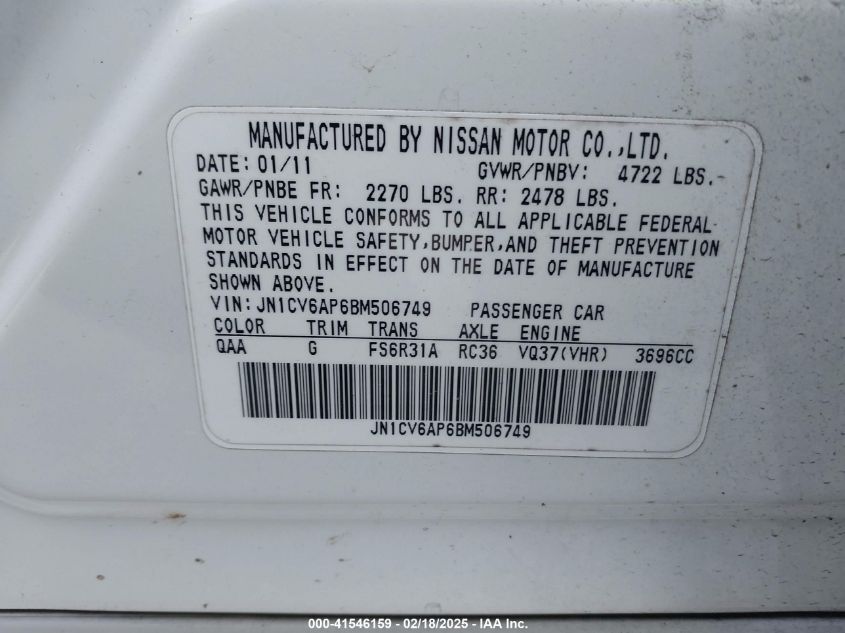 MANUFACTURED BY NISSAN MOTOR CO.,LTD.
DATE: 01/11 GVWR/PNBV: 4722 LBS.
GAWR/PNBE FR: 2270 LBS. RR: 2478 LBS.
THIS VEHICLE CONFORMS TO ALL APPLICABLE FEDERAL
MOTOR VEHICLE SAFETY,BUMPER,AND THEFT PREVENTION
STANDARDS IN EFFECT ON THE DATE OF MANUFACTURE
SHOWN ABOVE.
VIN: JN1CV6AP6BM506749 PASSENGER CAR
COLOR TRIM TRANS AXLE ENGINE
QAA G FS6R31A RC36 VQ37(VHR) 3696CC
JN1CV6AP6BM506749
000-41546159 - 02/18/2025 - IAA Inc.